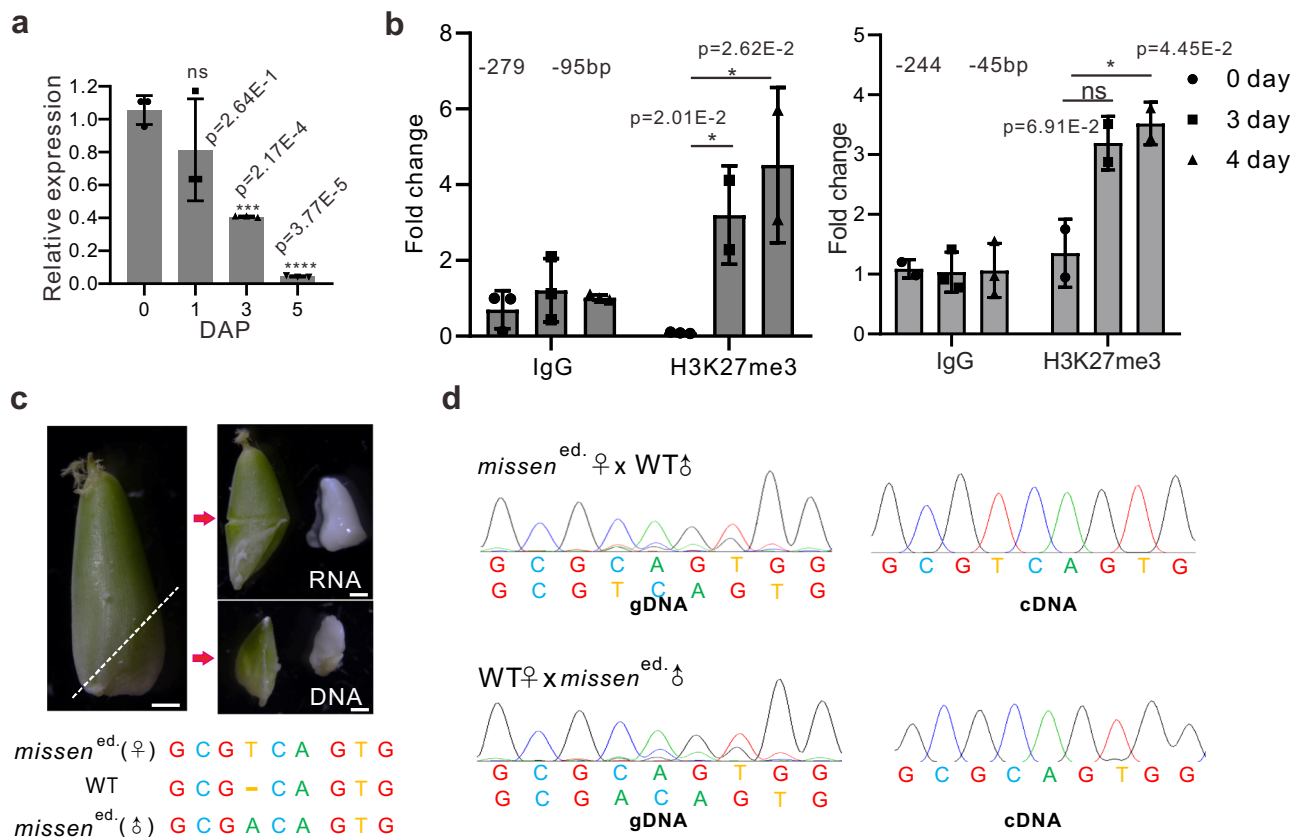 a
Relative expression
1.2
1.0
0.8
0.6
0.4
0.2
0.0
ns
p=2.64E-1
p=2.17E-4
***
p=3.77E-5
****
0 1 3 5
DAP
b
Fold change
8
6
4
2
0
-279 -95bp
p=2.62E-2
*
p=2.01E-2
*
IgG H3K27me3
Fold change
5
4
3
2
1
0
-244 -45bp
p=4.45E-2
*
ns
p=6.91E-2
IgG H3K27me3
0 day
3 day
4 day
c
RNA
DNA
missen ed.(♀) G C G T C A G T G
WT G C G - C A G T G
missen ed.(♂) G C G A C A G T G
d
missen ed. ♀ x WT♂
G C G C A G T G G
G C G T C A G T G
gDNA
G C G T C A G T G
cDNA
WT♀ x missen ed. ♂
G C G C A G T G G
G C G A C A G T G
gDNA
G C G C A G T G G
cDNA